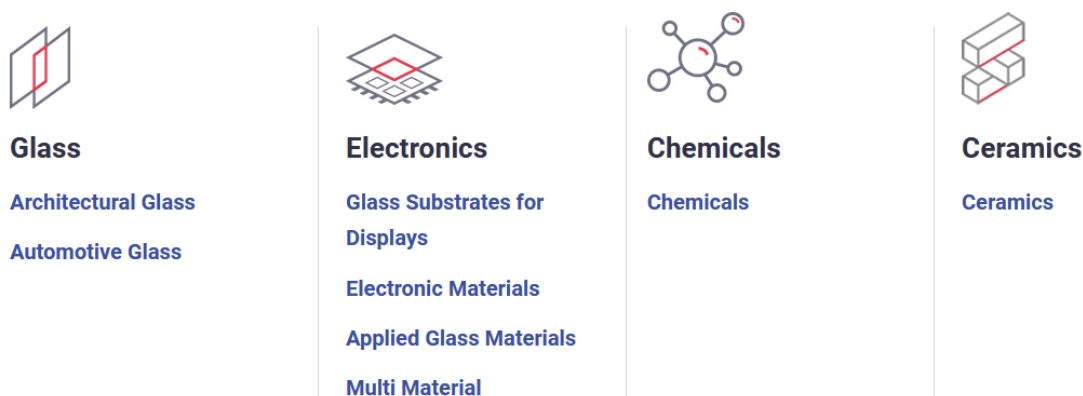 Glass
Architectural Glass
Automotive Glass
Electronics
Glass Substrates for
Displays
Electronic Materials
Applied Glass Materials
Multi Material
Chemicals
Chemicals
Ceramics
Ceramics